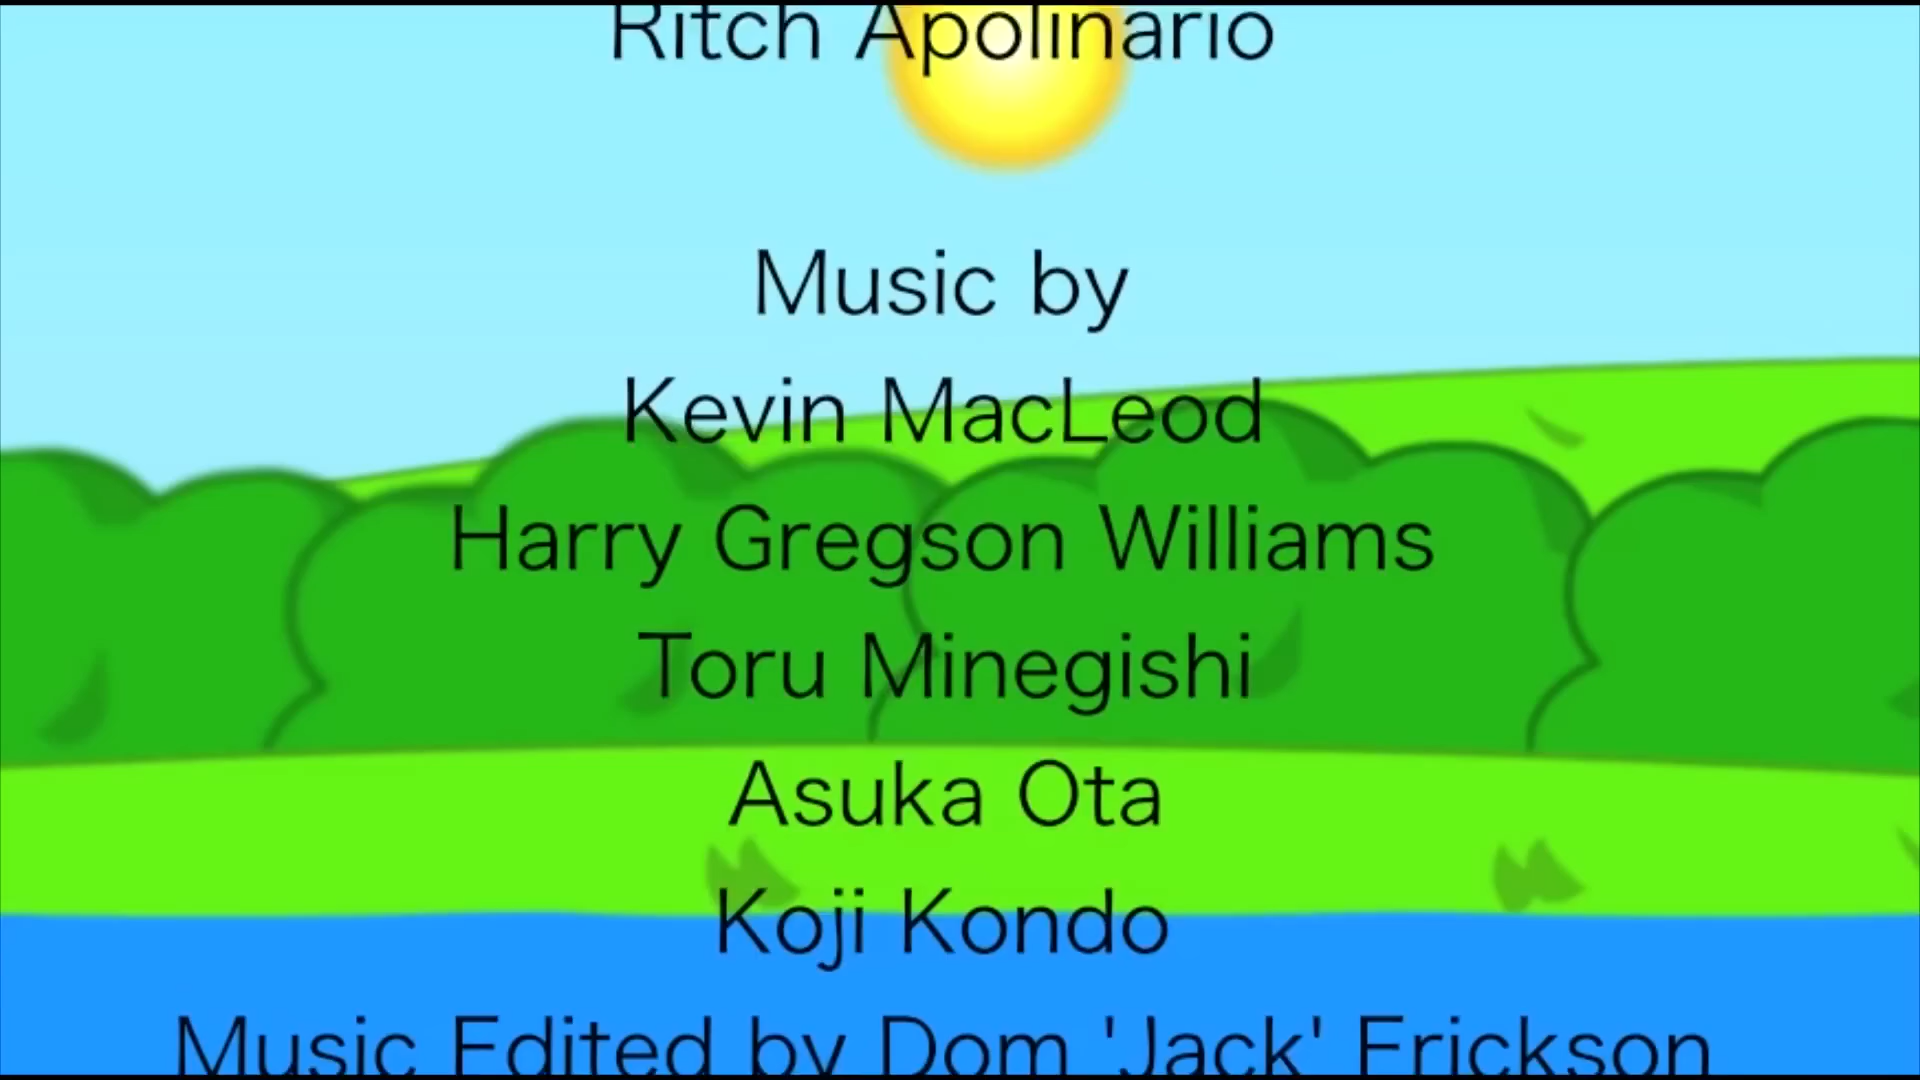 Ritch Apolinario
Music by
Kevin MacLeod
Harry Gregson Williams
Toru Minegishi
Asuka Ota
Koji Kondo
Music Edited by Dom 'Jack' Erickson